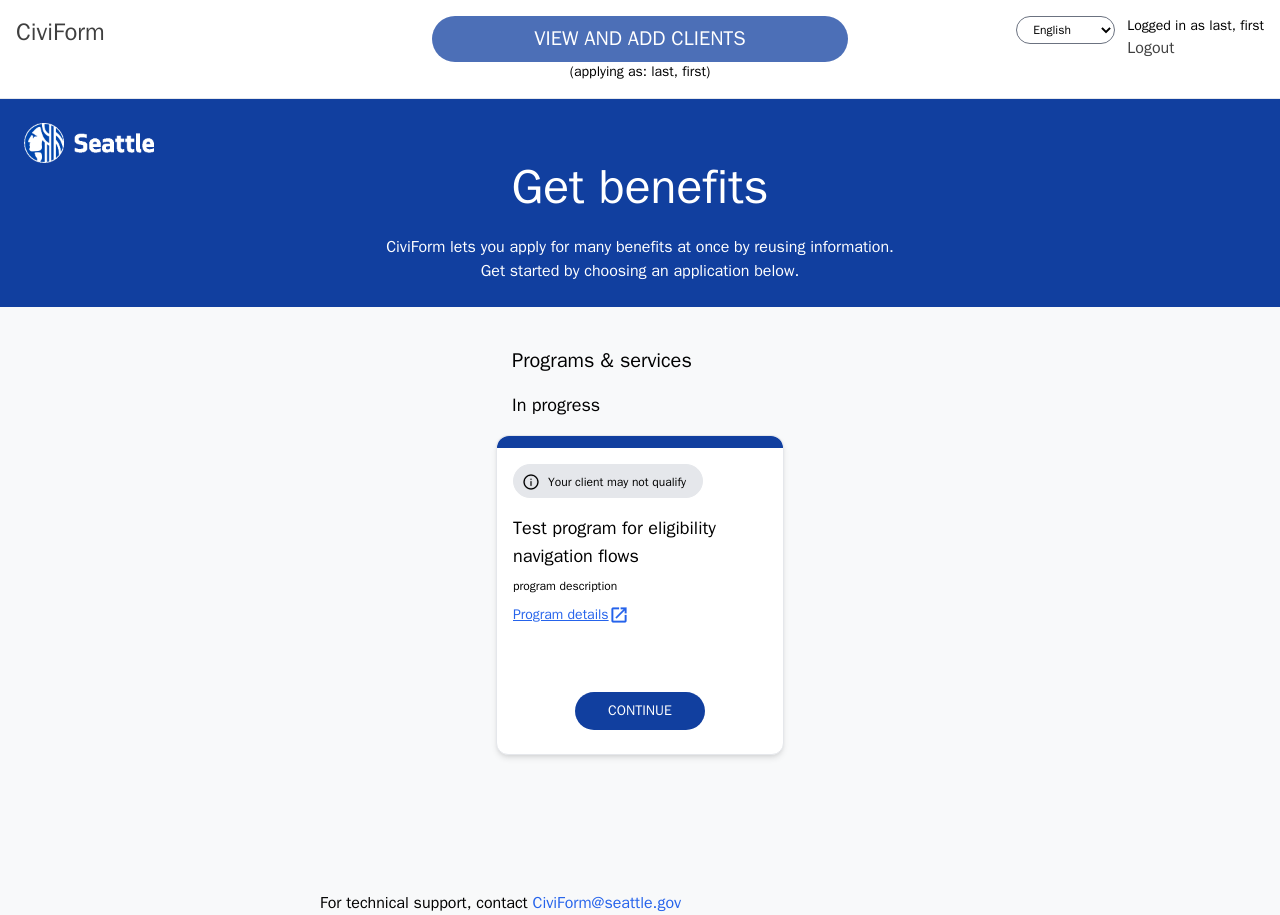 CiviForm
VIEW AND ADD CLIENTS
(applying as: last, first)
English
Logged in as last, first
Logout
Seattle
Get benefits
CiviForm lets you apply for many benefits at once by reusing information.
Get started by choosing an application below.
Programs & services
In progress
Your client may not qualify
Test program for eligibility
navigation flows
program description
Program details
CONTINUE
For technical support, contact CiviForm@seattle.gov